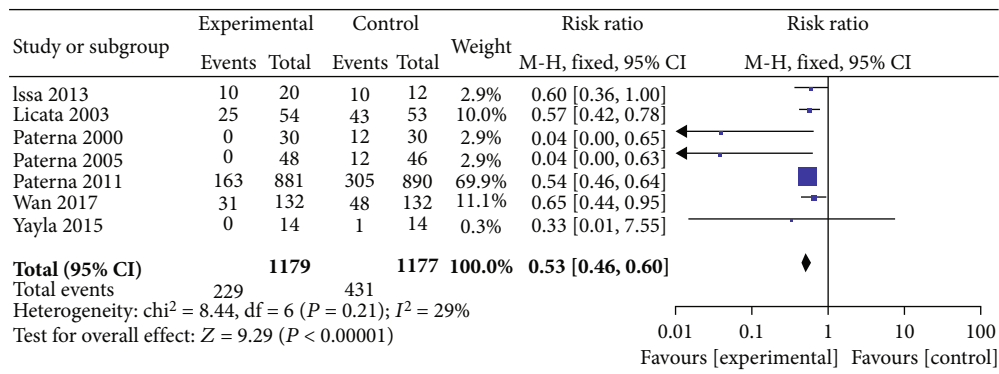 Experimental Control Risk ratio Risk ratio
Study or subgroup Weight
Events Total Events Total M-H, fixed, 95% CI M-H, fixed, 95% CI
Issa 2013 10 20 10 12 2.9% 0.60 [0.36, 1.00]
Licata 2003 25 54 43 53 10.0% 0.57 [0.42, 0.78]
Paterna 2000 0 30 12 30 2.9% 0.04 [0.00, 0.65]
Paterna 2005 0 48 12 46 2.9% 0.04 [0.00, 0.63]
Paterna 2011 163 881 305 890 69.9% 0.54 [0.46, 0.64]
Wan 2017 31 132 48 132 11.1% 0.65 [0.44, 0.95]
Yayla 2015 0 14 1 14 0.3% 0.33 [0.01, 7.55]
Total (95% CI) 1179 1177 100.0% 0.53 [0.46, 0.60]
Total events 229 431
Heterogeneity: chi² = 8.44, df = 6 (P = 0.21); I² = 29%
Test for overall effect: Z = 9.29 (P < 0.00001)
0.01 0.1 1 10 100
Favours [experimental] Favours [control]